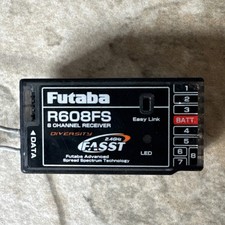 Futaba
R608FS
8 CHANNEL RECEIVER
Easy Link
DIVERSITY
2.4GHz
FASST
LED
Futaba Advanced
Spread Spectrum Technology
DATA
1
2
3
BATT.
4
5
6
7
8